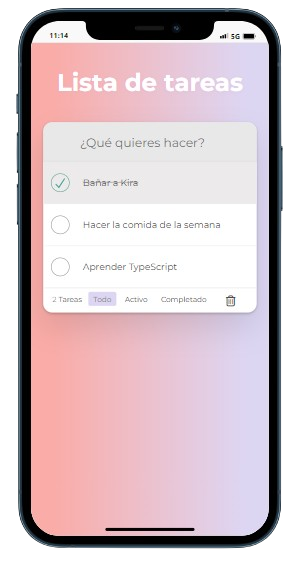 11:14
5G
Lista de tareas
¿Qué quieres hacer?
Bañar a Kira
Hacer la comida de la semana
Aprender TypeScript
2 Tareas Todo Activo Completado